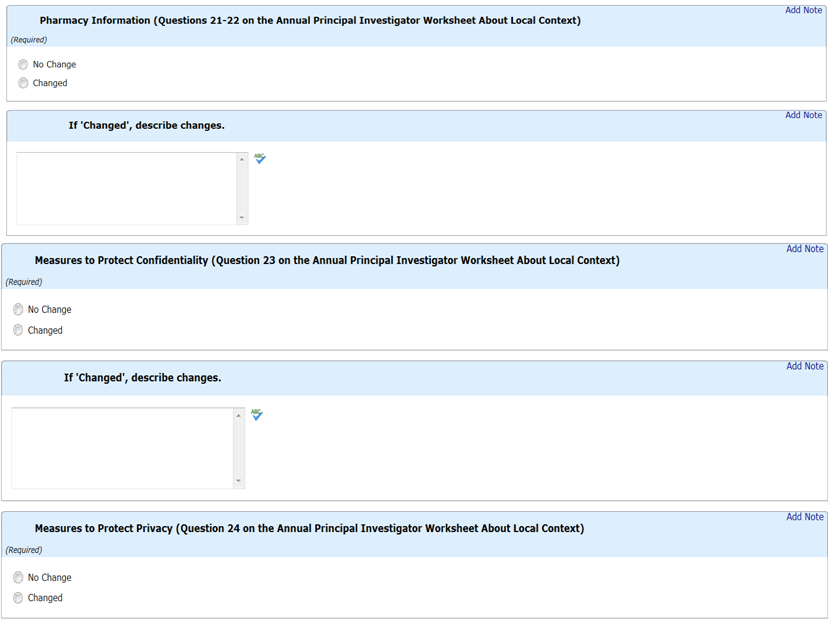 Add Note
Pharmacy Information (Questions 21-22 on the Annual Principal Investigator Worksheet About Local Context)
(Required)
No Change
Changed
Add Note
If 'Changed', describe changes.
ABC
Add Note
Measures to Protect Confidentiality (Question 23 on the Annual Principal Investigator Worksheet About Local Context)
(Required)
No Change
Changed
Add Note
If 'Changed', describe changes.
ABC
Add Note
Measures to Protect Privacy (Question 24 on the Annual Principal Investigator Worksheet About Local Context)
(Required)
No Change
Changed